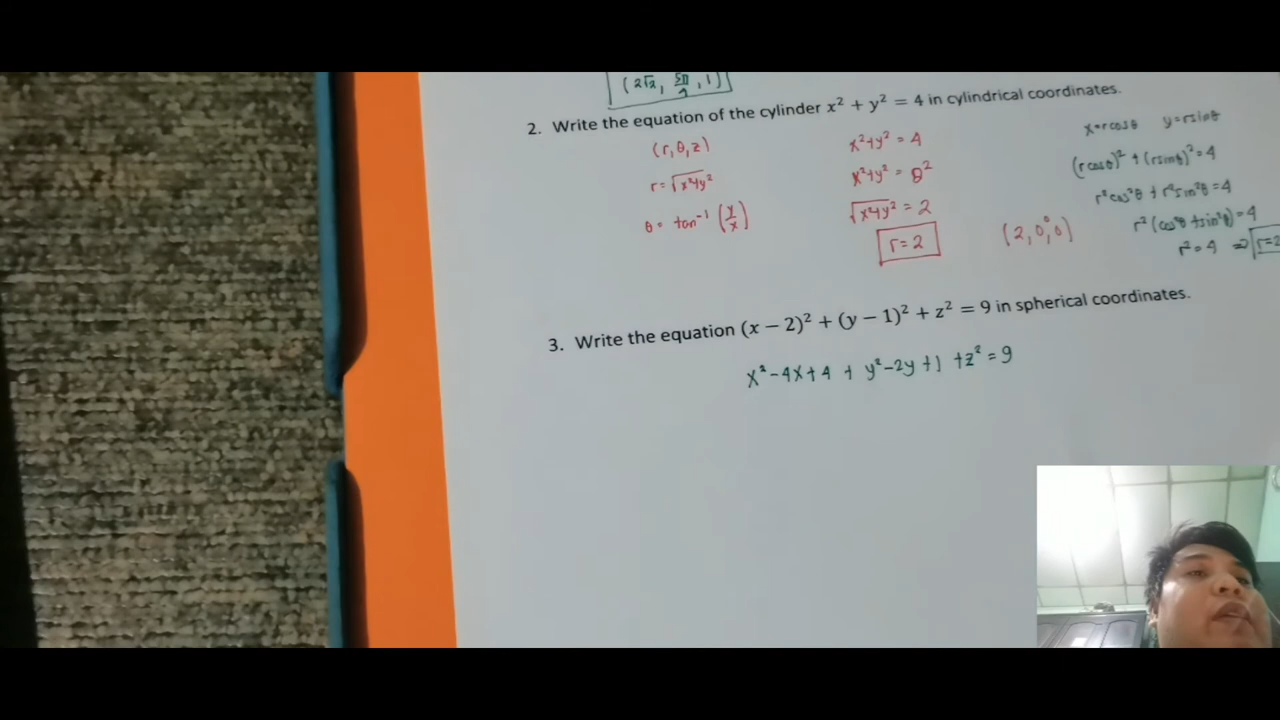 (2√2, 5π/4, 1)
2. Write the equation of the cylinder x² + y² = 4 in cylindrical coordinates.
(r, θ, z)
r = √x²+y²
θ = tan⁻¹ (y/x)
x²+y² = 4
x²+y² = 2²
√x²+y² = 2
r = 2
(2, 0°, 0)
x=rcosθ y=rsinθ
(rcosθ)² + (rsinθ)² = 4
r²cos²θ + r²sin²θ = 4
r²(cos²θ + sin²θ) = 4
r² = 4 ⇒ r=2
3. Write the equation (x − 2)² + (y − 1)² + z² = 9 in spherical coordinates.
x² - 4x + 4 + y² - 2y + 1 + z² = 9